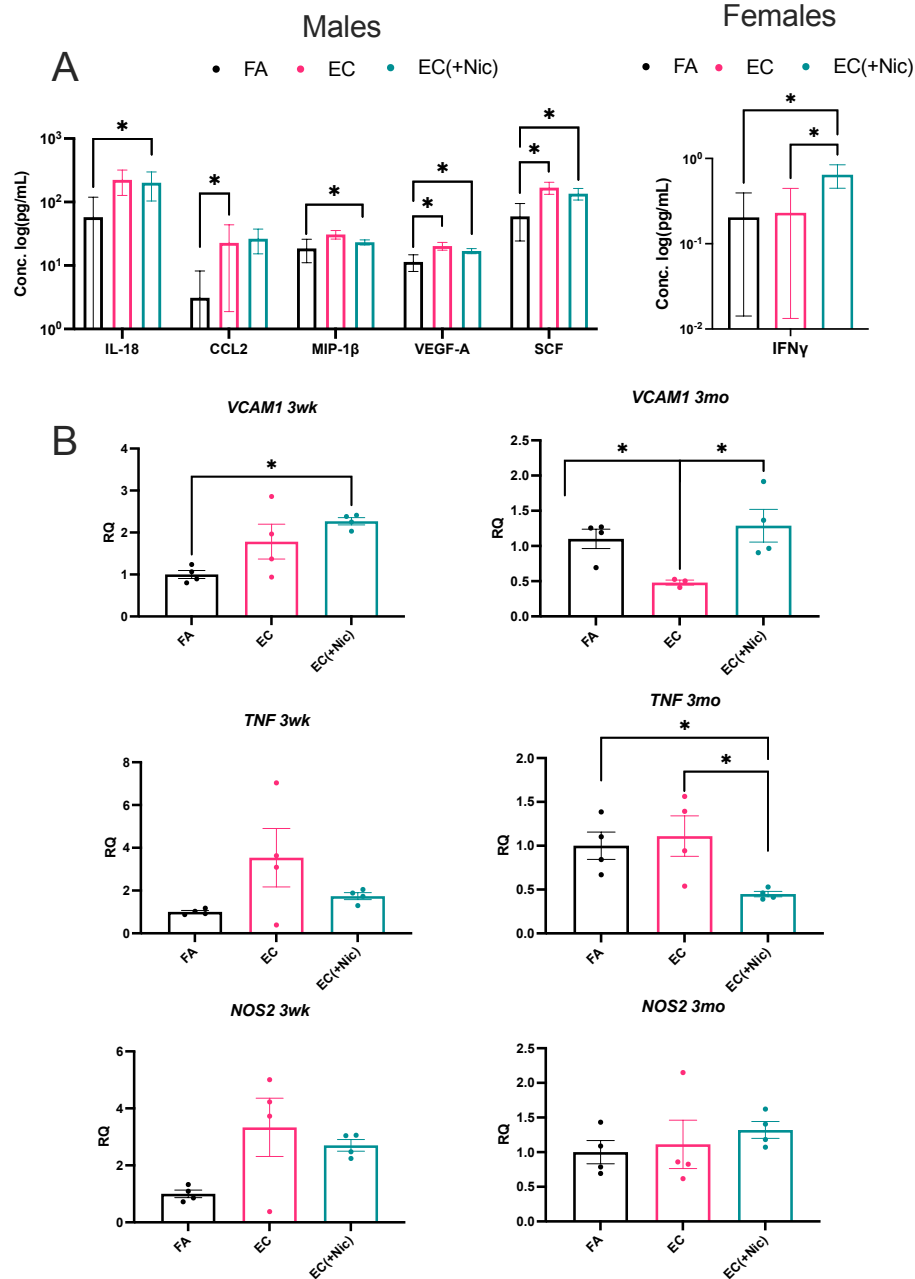 Males
Females
A
FA EC EC(+Nic)
FA EC EC(+Nic)
* * * * * * *
* *
Conc. log(pg/mL)
10³
10²
10¹
10⁰
IL-18 CCL2 MIP-1β VEGF-A SCF
Conc. log(pg/mL)
10⁰
10⁻¹
10⁻²
IFNγ
B
VCAM1 3wk
*
RQ
4
3
2
1
0
FA EC EC(+Nic)
VCAM1 3mo
* *
RQ
2.5
2.0
1.5
1.0
0.5
0.0
FA EC EC(+Nic)
TNF 3wk
RQ
8
6
4
2
0
FA EC EC(+Nic)
TNF 3mo
*
*
RQ
2.0
1.5
1.0
0.5
0.0
FA EC EC(+Nic)
NOS2 3wk
RQ
6
4
2
0
FA EC EC(+Nic)
NOS2 3mo
RQ
2.5
2.0
1.5
1.0
0.5
0.0
FA EC EC(+Nic)